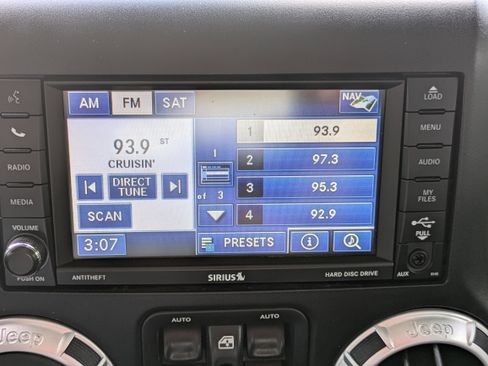 AM FM SAT NAV
LOAD
MENU
AUDIO
MY
FILES
PULL
AUX
RADIO
MEDIA
VOLUME
PUSH ON
93.9 ST
CRUISIN'
DIRECT
TUNE
SCAN
3:07
1
of 3
1 93.9
2 97.3
3 95.3
4 92.9
PRESETS
i
ANTITHEFT
SIRIUS
HARD DISC DRIVE
AUTO
AUTO
Jeep
Jeep